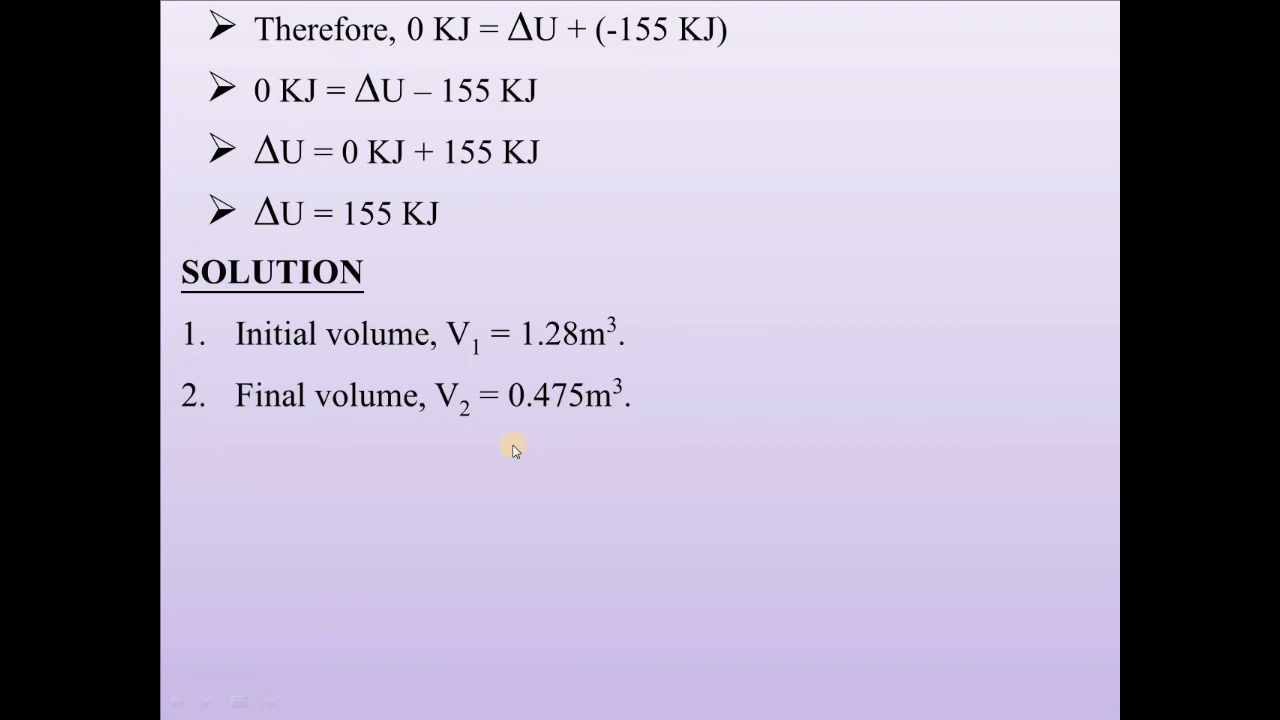 ➢ Therefore, 0 KJ = ΔU + (-155 KJ)
➢ 0 KJ = ΔU – 155 KJ
➢ ΔU = 0 KJ + 155 KJ
➢ ΔU = 155 KJ
SOLUTION
1. Initial volume, V₁ = 1.28m³.
2. Final volume, V₂ = 0.475m³.